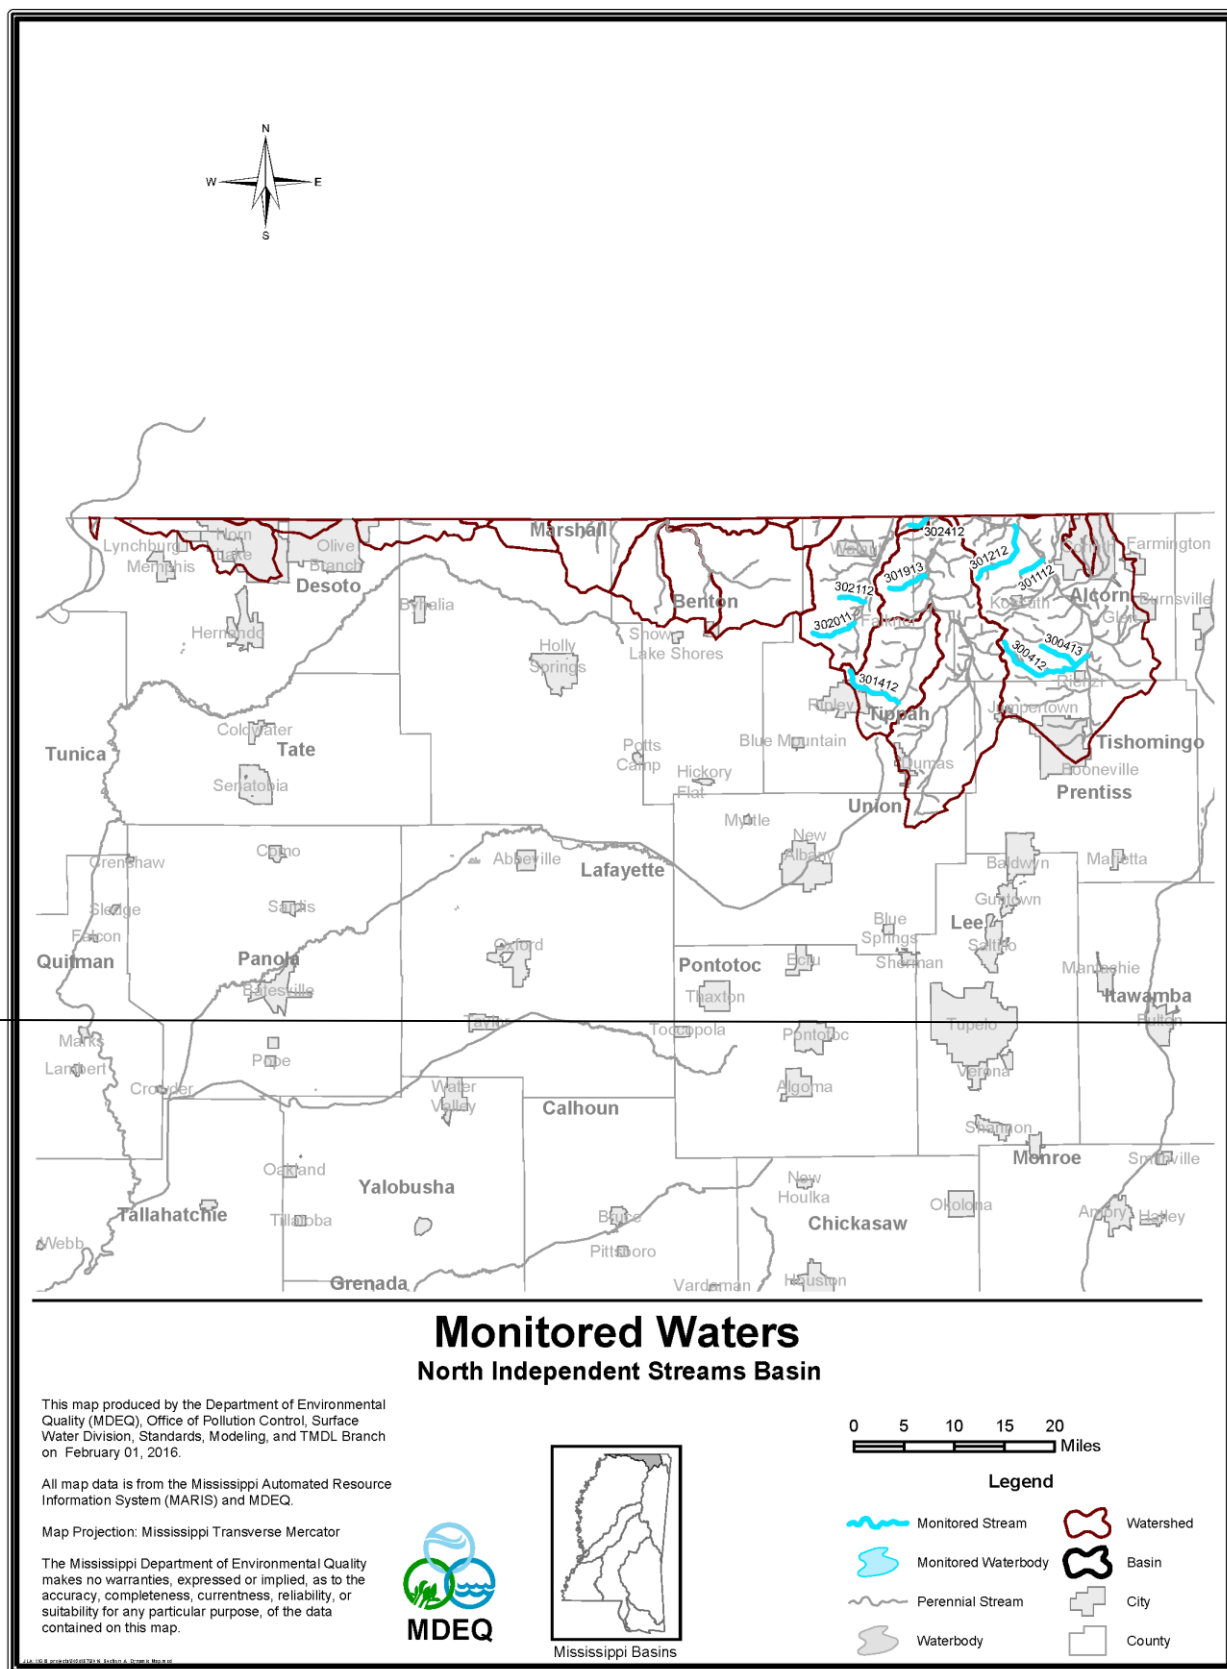 N
W E
S
Marshall
302412
Lynchburg
Horn
Lake
Olive
Branch
Walnut
Corinth
Farmington
Memphis
Desoto
301913
301212
301112
302112
Benton
Kossuth
Alcorn
Burnsville
Byhalia
Hernando
302011
Falkner
Glen
Snow
Lake Shores
Holly
Springs
300413
300412
301412
Rienzi
Ripley
Tippah
Jumpertown
Coldwater
Tunica
Tate
Potts
Camp
Blue Mountain
Tishomingo
Senatobia
Hickory
Flat
Dumas
Booneville
Union
Prentiss
Myrtle
New
Albany
Crenshaw
Como
Abbeville
Lafayette
Baldwyn
Marietta
Sledge
Sardis
Guntown
Blue
Springs
Lee
Saltillo
Falcon
Quitman
Panola
Oxford
Pontotoc
Ecru
Sherman
Mantachie
Batesville
Thaxton
Itawamba
Taylor
Toccopola
Pontotoc
Tupelo
Fulton
Marks
Pope
Lambert
Crowder
Water
Valley
Algoma
Verona
Calhoun
Shannon
Monroe
Smithville
Oakland
Yalobusha
New
Houlka
Tallahatchie
Tillatoba
Bruce
Chickasaw
Okolona
Amory
Hatley
Webb
Pittsboro
Grenada
Vardaman
Houston
Monitored Waters
North Independent Streams Basin
This map produced by the Department of Environmental
Quality (MDEQ), Office of Pollution Control, Surface
Water Division, Standards, Modeling, and TMDL Branch
on February 01, 2016.
All map data is from the Mississippi Automated Resource
Information System (MARIS) and MDEQ.
Map Projection: Mississippi Transverse Mercator
The Mississippi Department of Environmental Quality
makes no warranties, expressed or implied, as to the
accuracy, completeness, currentness, reliability, or
suitability for any particular purpose, of the data
contained on this map.
MDEQ
Mississippi Basins
0 5 10 15 20
Miles
Legend
Monitored Stream
Watershed
Monitored Waterbody
Basin
Perennial Stream
City
Waterbody
County